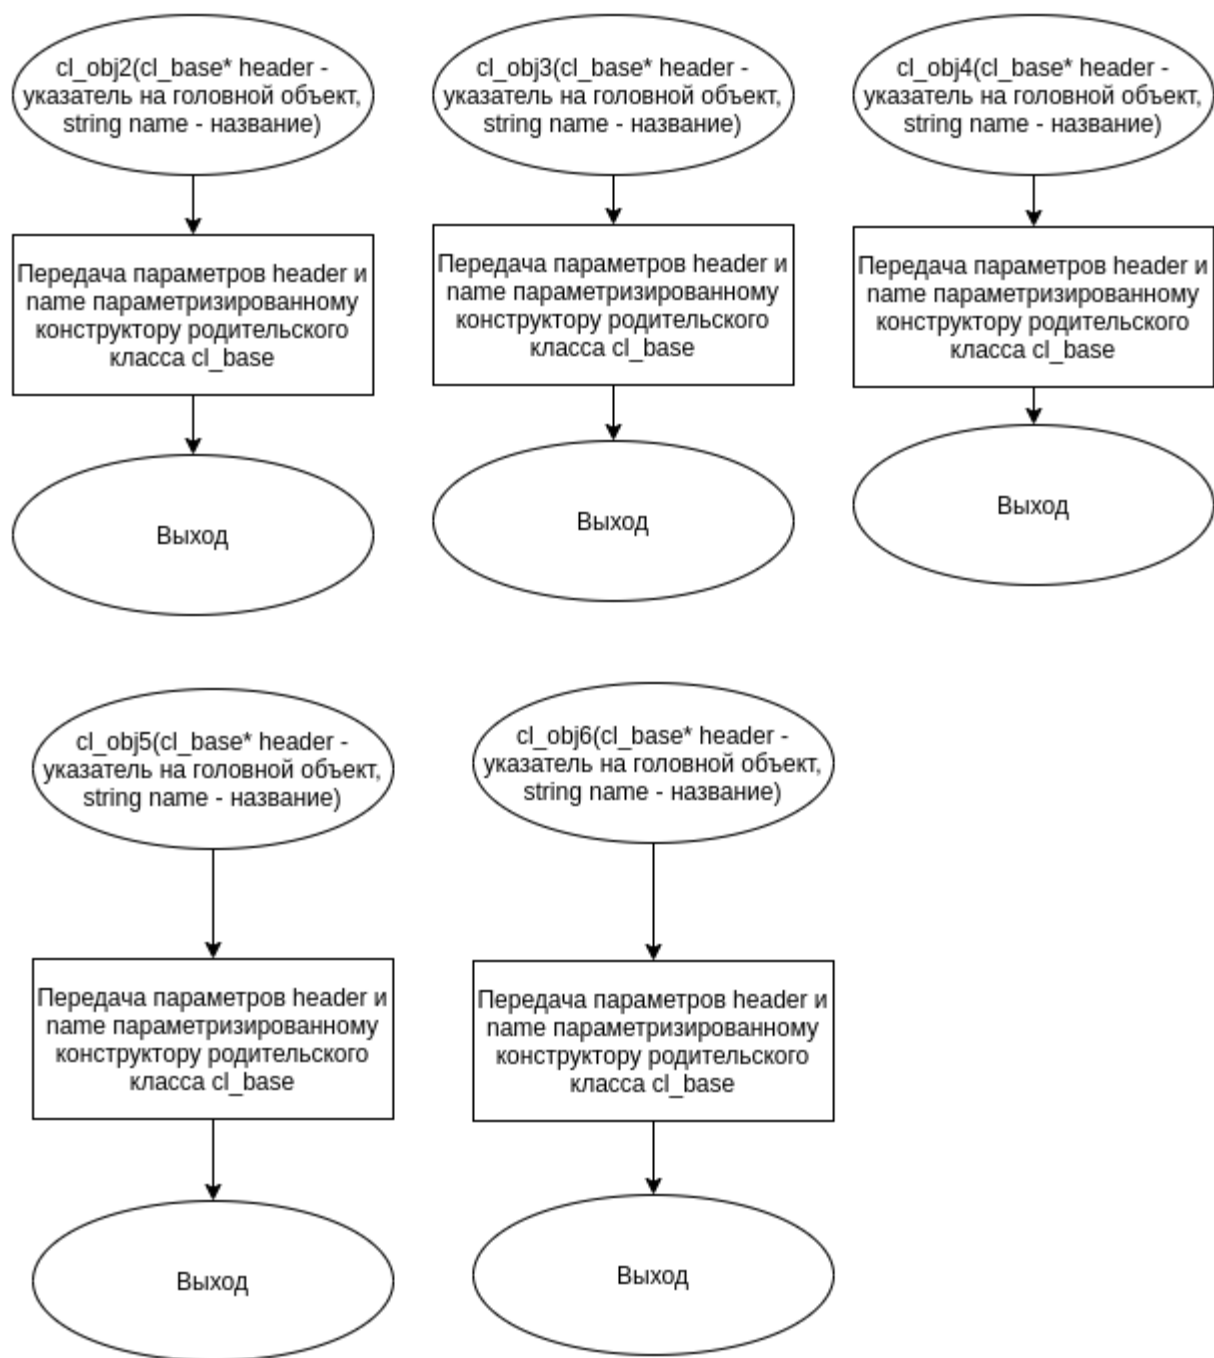 cl_obj2(cl_base* header -
указатель на головной объект,
string name - название)
Передача параметров header и
name параметризированному
конструктору родительского
класса cl_base
Выход
cl_obj3(cl_base* header -
указатель на головной объект,
string name - название)
Передача параметров header и
name параметризированному
конструктору родительского
класса cl_base
Выход
cl_obj4(cl_base* header -
указатель на головной объект,
string name - название)
Передача параметров header и
name параметризированному
конструктору родительского
класса cl_base
Выход
cl_obj5(cl_base* header -
указатель на головной объект,
string name - название)
Передача параметров header и
name параметризированному
конструктору родительского
класса cl_base
Выход
cl_obj6(cl_base* header -
указатель на головной объект,
string name - название)
Передача параметров header и
name параметризированному
конструктору родительского
класса cl_base
Выход